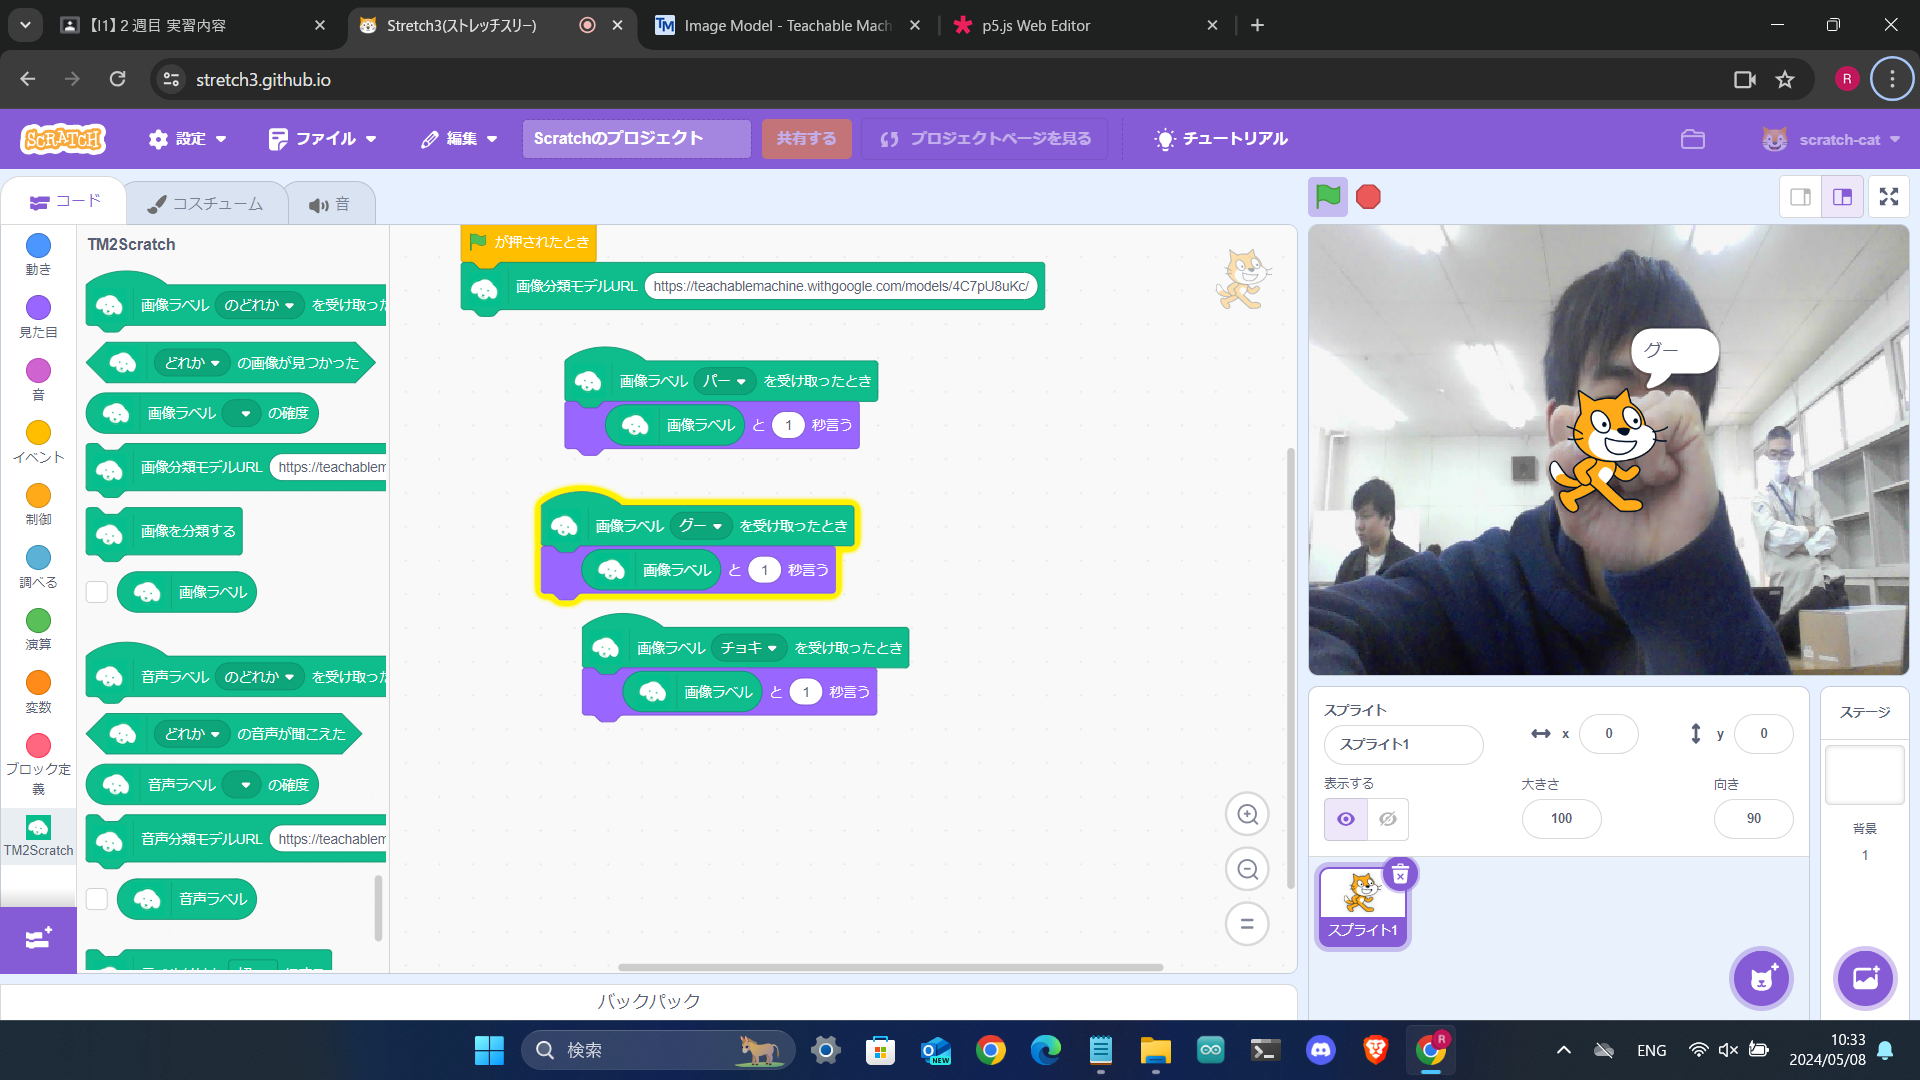 【I1】2 週目 実習内容
Stretch3(ストレッチスリー)
TM
Image Model - Teachable Mach
p5.js Web Editor
stretch3.github.io
R
SCRATCH
設定
ファイル
編集
Scratchのプロジェクト
共有する
プロジェクトページを見る
チュートリアル
scratch-cat
コード
コスチューム
音
動き
見た目
音
イベント
制御
調べる
演算
変数
ブロック定
義
TM2Scratch
TM2Scratch
画像ラベル のどれか を受け取った
どれか の画像が見つかった
画像ラベル の確度
画像分類モデルURL https://teachablem
画像を分類する
画像ラベル
音声ラベル のどれか を受け取った
どれか の音声が聞こえた
音声ラベル の確度
音声分類モデルURL https://teachablem
音声ラベル
が押されたとき
画像分類モデルURL https://teachablemachine.withgoogle.com/models/4C7pU8uKc/
画像ラベル パー を受け取ったとき
画像ラベル と 1 秒言う
画像ラベル グー を受け取ったとき
画像ラベル と 1 秒言う
画像ラベル チョキ を受け取ったとき
画像ラベル と 1 秒言う
バックパック
グー
スプライト
スプライト1
x 0
y 0
表示する
大きさ
100
向き
90
スプライト1
ステージ
背景
1
検索
NEW
R
ENG
10:33
2024/05/08